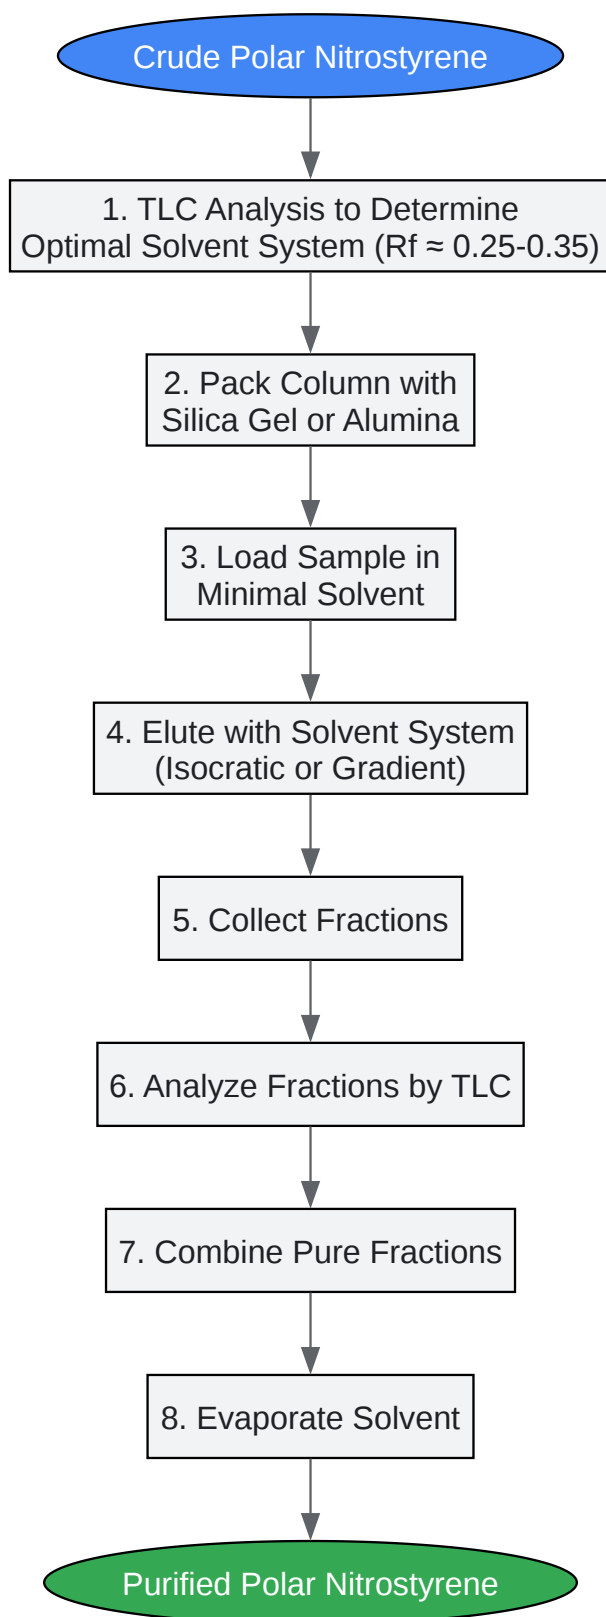 Crude Polar Nitrostyrene
1. TLC Analysis to Determine
Optimal Solvent System (Rf ≈ 0.25-0.35)
2. Pack Column with
Silica Gel or Alumina
3. Load Sample in
Minimal Solvent
4. Elute with Solvent System
(Isocratic or Gradient)
5. Collect Fractions
6. Analyze Fractions by TLC
7. Combine Pure Fractions
8. Evaporate Solvent
Purified Polar Nitrostyrene